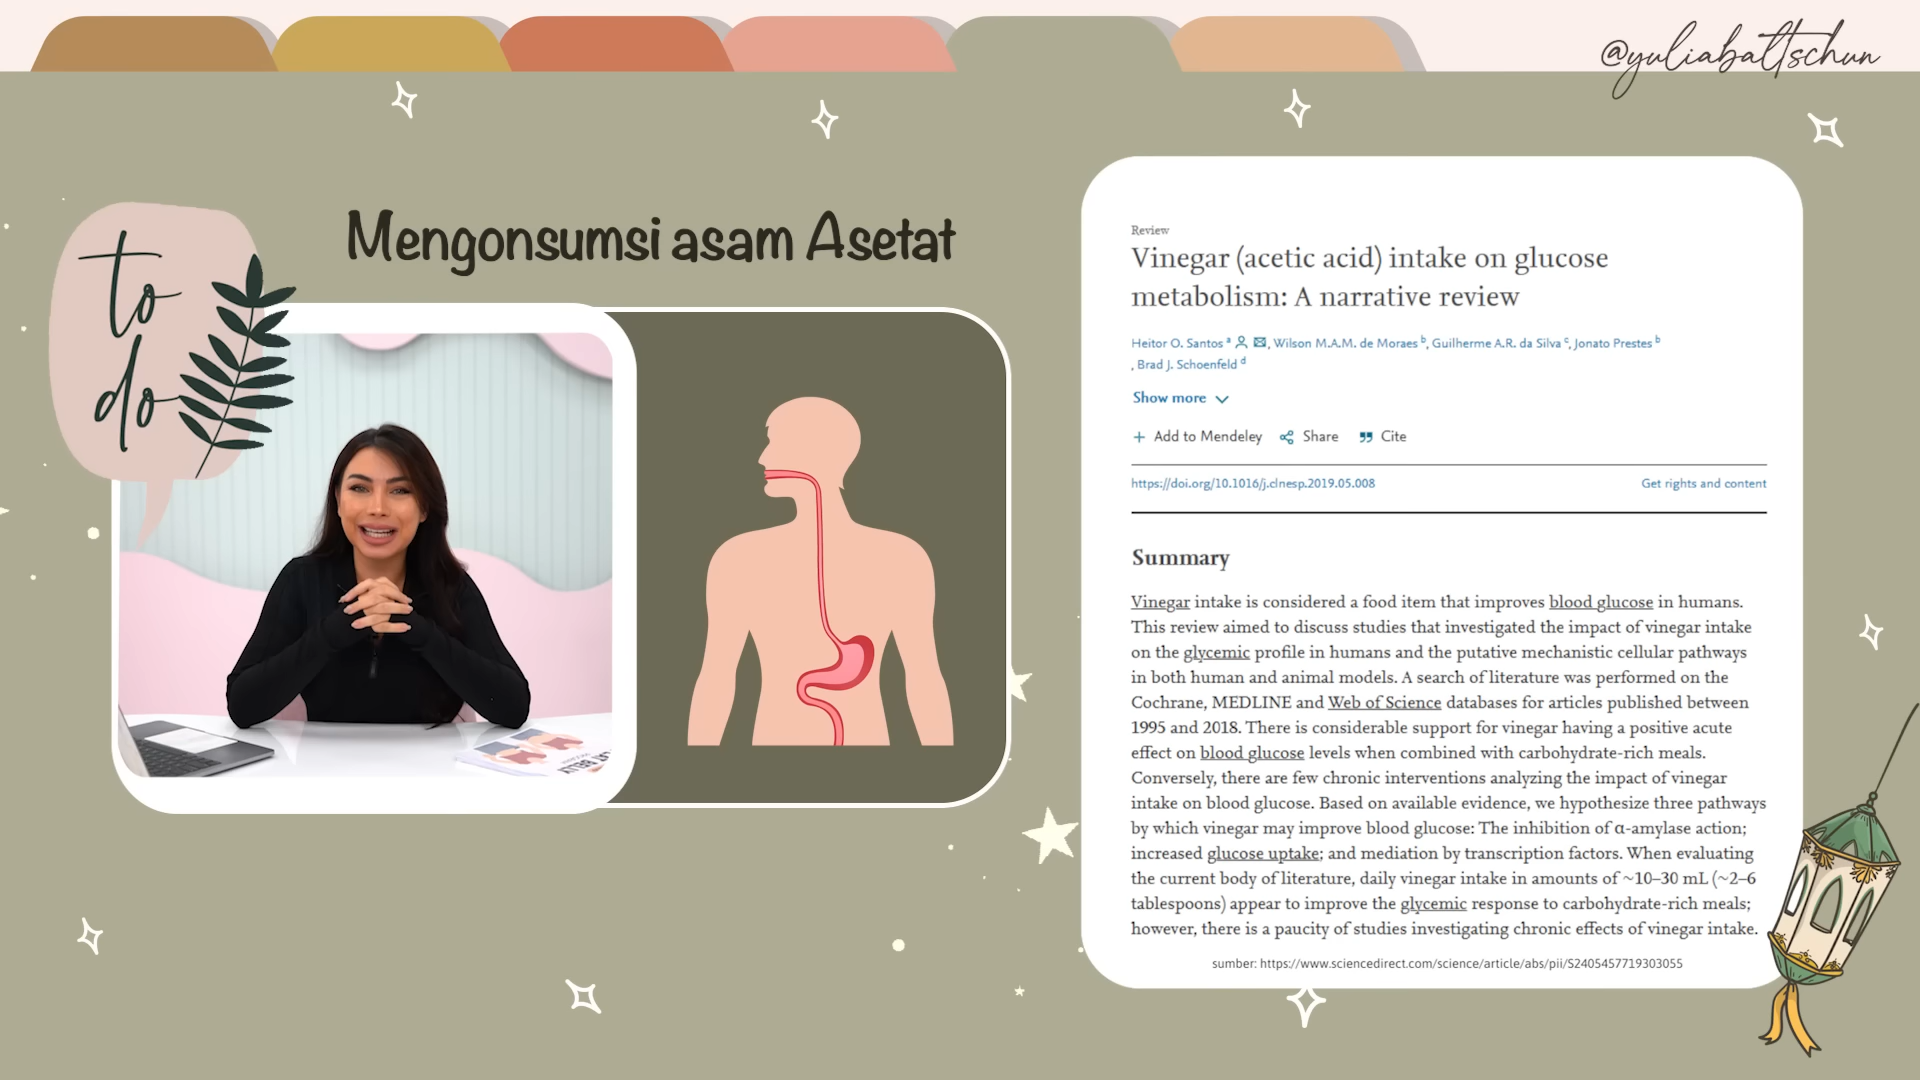 @yuliabaltschun
to
do
Mengonsumsi asam Asetat
Review
Vinegar (acetic acid) intake on glucose
metabolism: A narrative review
Heitor O. Santos a, Wilson M.A.M. de Moraes b, Guilherme A.R. da Silva c, Jonato Prestes b
, Brad J. Schoenfeld d
Show more
+ Add to Mendeley Share Cite
https://doi.org/10.1016/j.clnesp.2019.05.008 Get rights and content
Summary
Vinegar intake is considered a food item that improves blood glucose in humans.
This review aimed to discuss studies that investigated the impact of vinegar intake
on the glycemic profile in humans and the putative mechanistic cellular pathways
in both human and animal models. A search of literature was performed on the
Cochrane, MEDLINE and Web of Science databases for articles published between
1995 and 2018. There is considerable support for vinegar having a positive acute
effect on blood glucose levels when combined with carbohydrate-rich meals.
Conversely, there are few chronic interventions analyzing the impact of vinegar
intake on blood glucose. Based on available evidence, we hypothesize three pathways
by which vinegar may improve blood glucose: The inhibition of α-amylase action;
increased glucose uptake; and mediation by transcription factors. When evaluating
the current body of literature, daily vinegar intake in amounts of ~10–30 mL (~2–6
tablespoons) appear to improve the glycemic response to carbohydrate-rich meals;
however, there is a paucity of studies investigating chronic effects of vinegar intake.
sumber: https://www.sciencedirect.com/science/article/abs/pii/S2405457719303055
BELLY